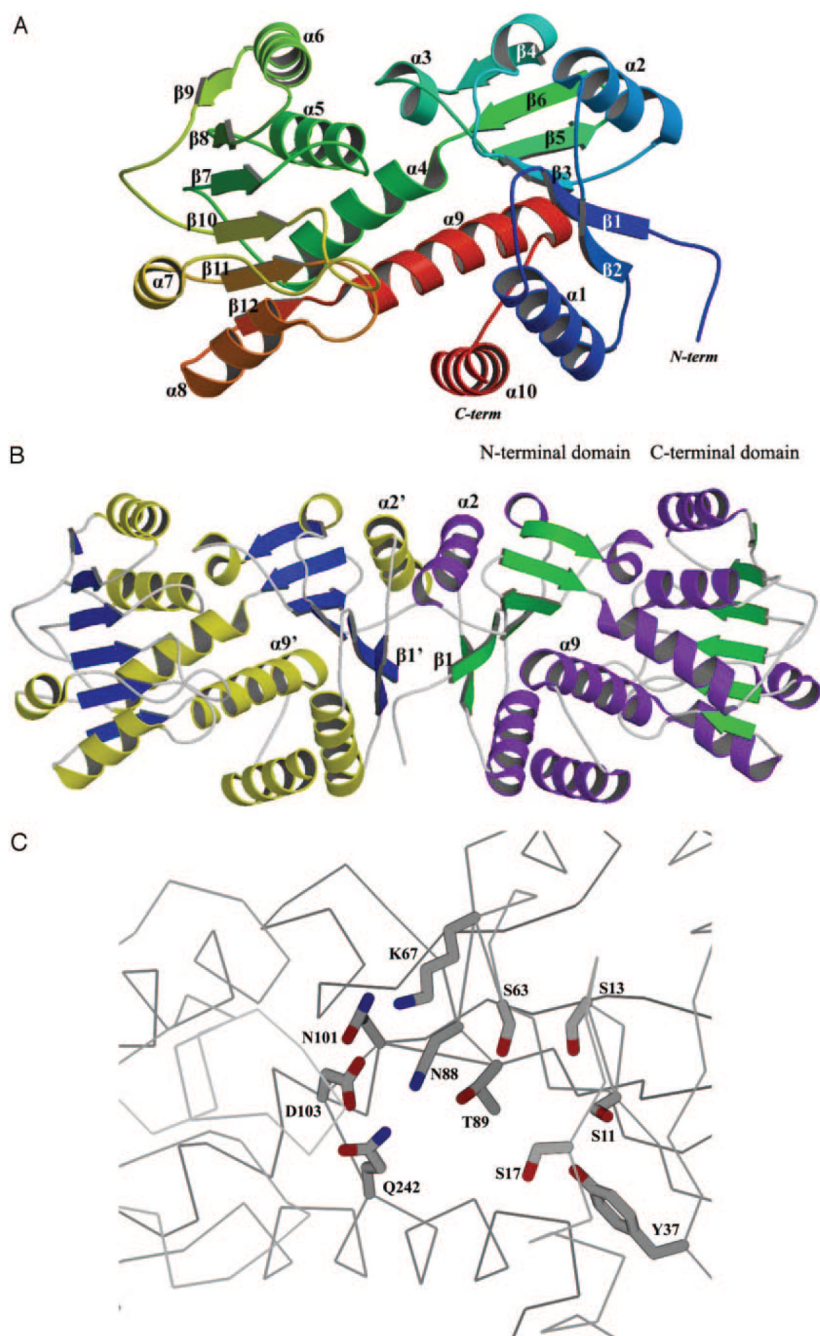 A
α6
α3
β4
α2
β9
β6
α5
β8
β5
α4
β7
β3
α9
β1
β10
β11
β2
α7
α1
β12
N-term
α8
α10
C-term
B
N-terminal domain C-terminal domain
α2’ α2
β1’ β1
α9’ α9
C
K67
S63 S13
N101
N88
D103
T89
S11
S17
Q242
Y37